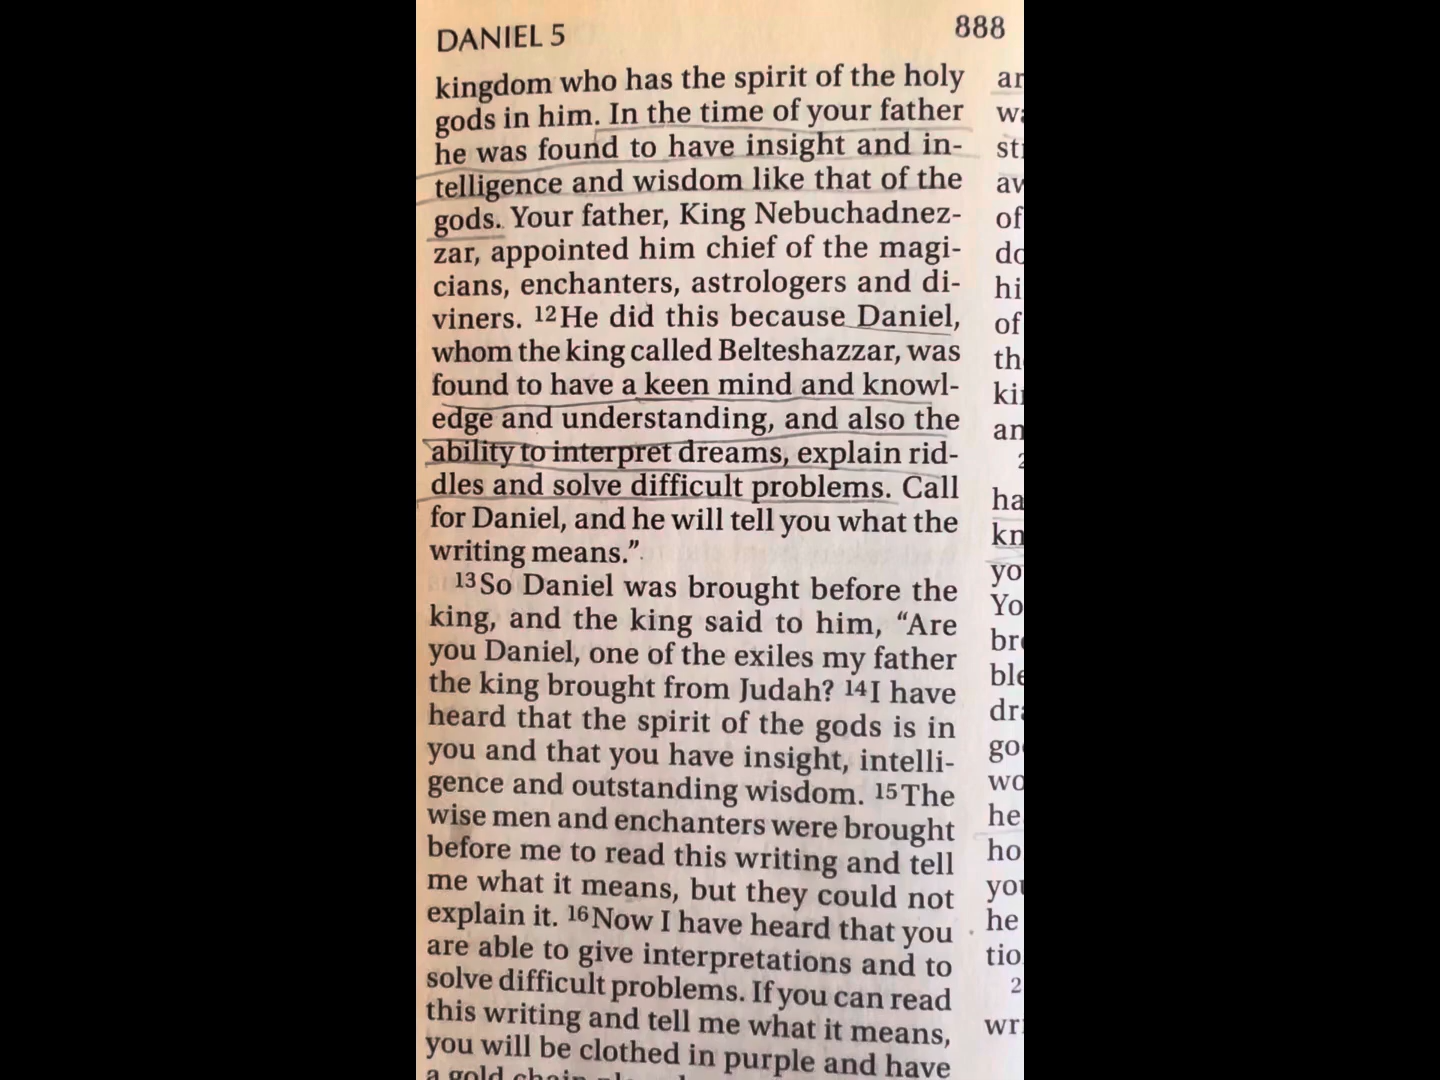 DANIEL 5
888
kingdom who has the spirit of the holy
gods in him. In the time of your father
he was found to have insight and in-
telligence and wisdom like that of the
gods. Your father, King Nebuchadnez-
zar, appointed him chief of the magi-
cians, enchanters, astrologers and di-
viners. 12He did this because Daniel,
whom the king called Belteshazzar, was
found to have a keen mind and knowl-
edge and understanding, and also the
ability to interpret dreams, explain rid-
dles and solve difficult problems. Call
for Daniel, and he will tell you what the
writing means.”
13So Daniel was brought before the
king, and the king said to him, “Are
you Daniel, one of the exiles my father
the king brought from Judah? 14I have
heard that the spirit of the gods is in
you and that you have insight, intelli-
gence and outstanding wisdom. 15The
wise men and enchanters were brought
before me to read this writing and tell
me what it means, but they could not
explain it. 16Now I have heard that you
are able to give interpretations and to
solve difficult problems. If you can read
this writing and tell me what it means,
you will be clothed in purple and have
a gold chain